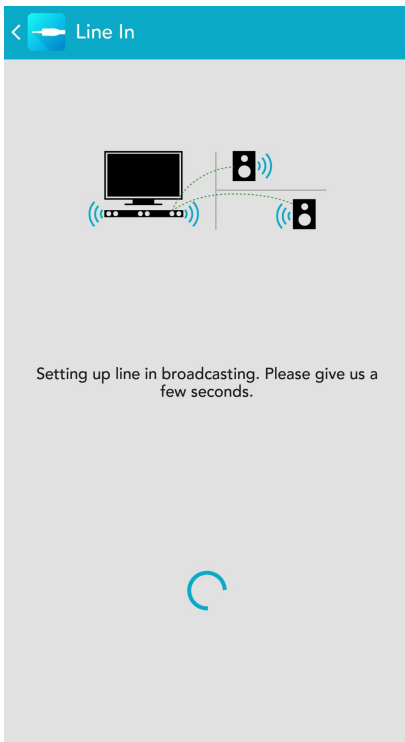 Line In
Setting up line in broadcasting. Please give us a
few seconds.